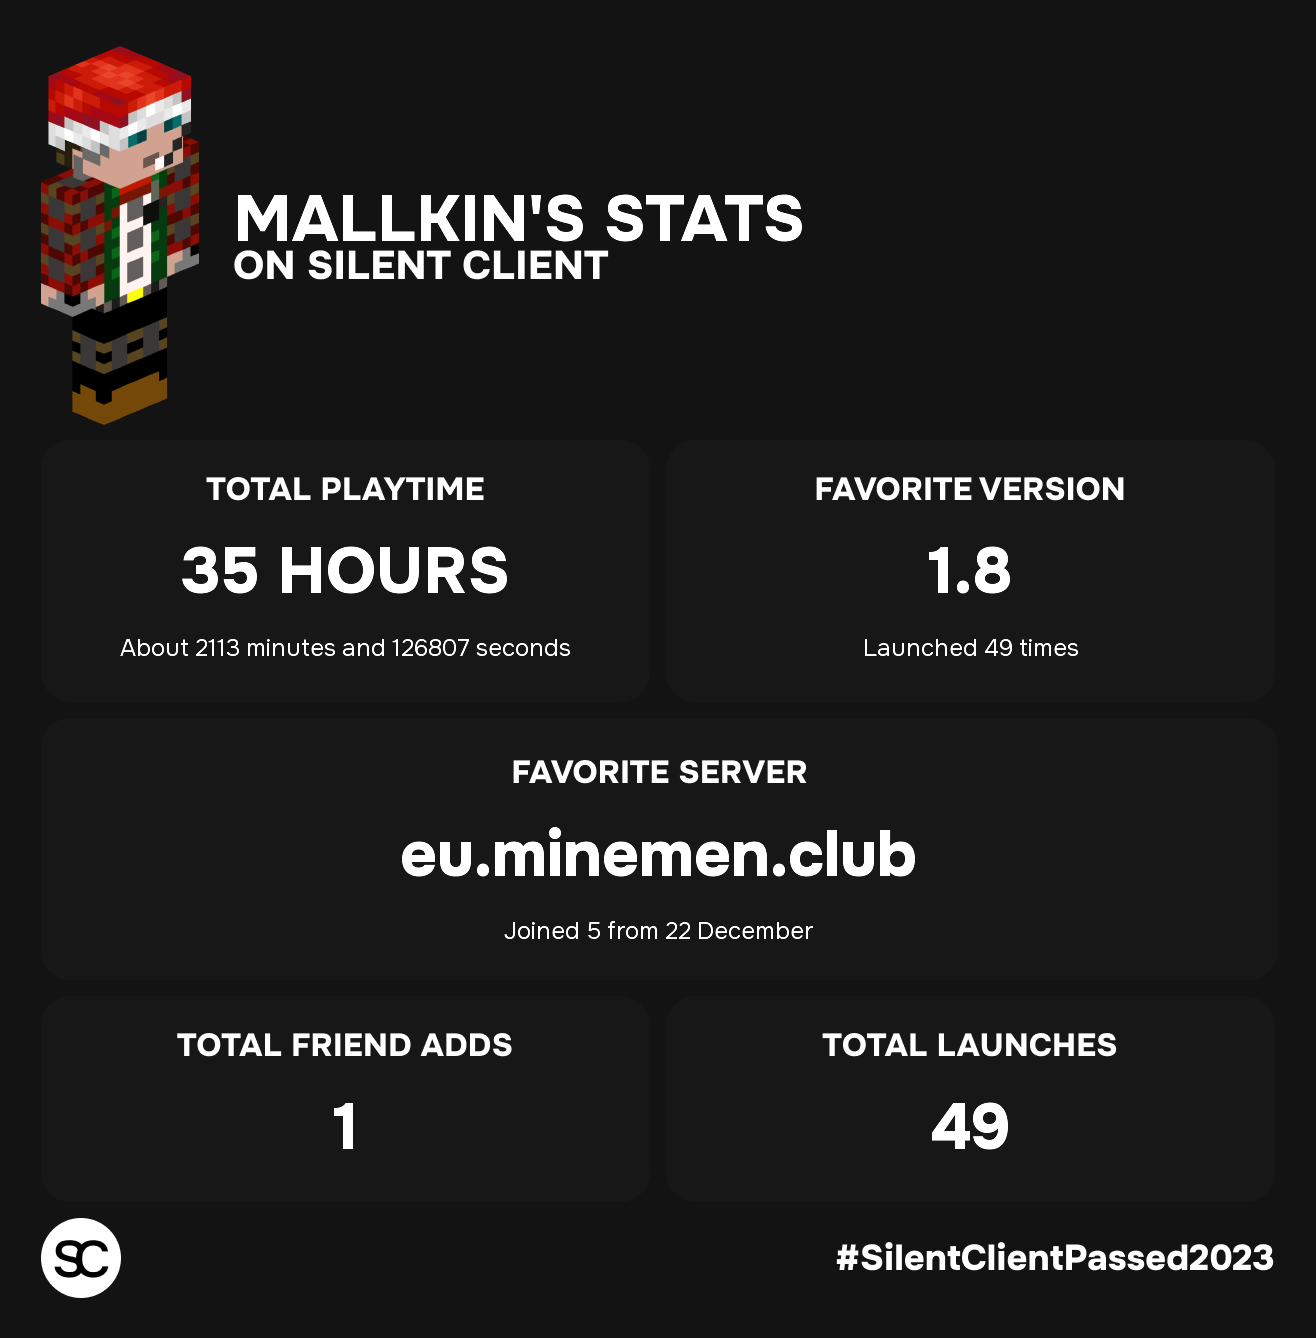 MALLKIN'S STATS
ON SILENT CLIENT
TOTAL PLAYTIME
35 HOURS
About 2113 minutes and 126807 seconds
FAVORITE VERSION
1.8
Launched 49 times
FAVORITE SERVER
eu.minemen.club
Joined 5 from 22 December
TOTAL FRIEND ADDS
1
TOTAL LAUNCHES
49
SC
#SilentClientPassed2023